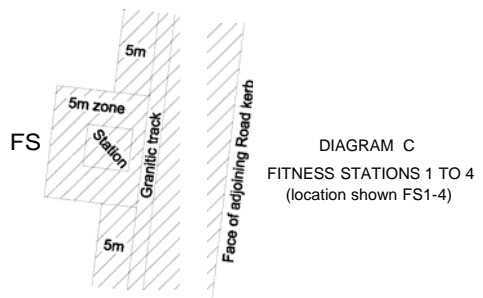 5m
5m zone
FS
Station
Granitic track
5m
Face of adjoining Road kerb
DIAGRAM C
FITNESS STATIONS 1 TO 4
(location shown FS1-4)